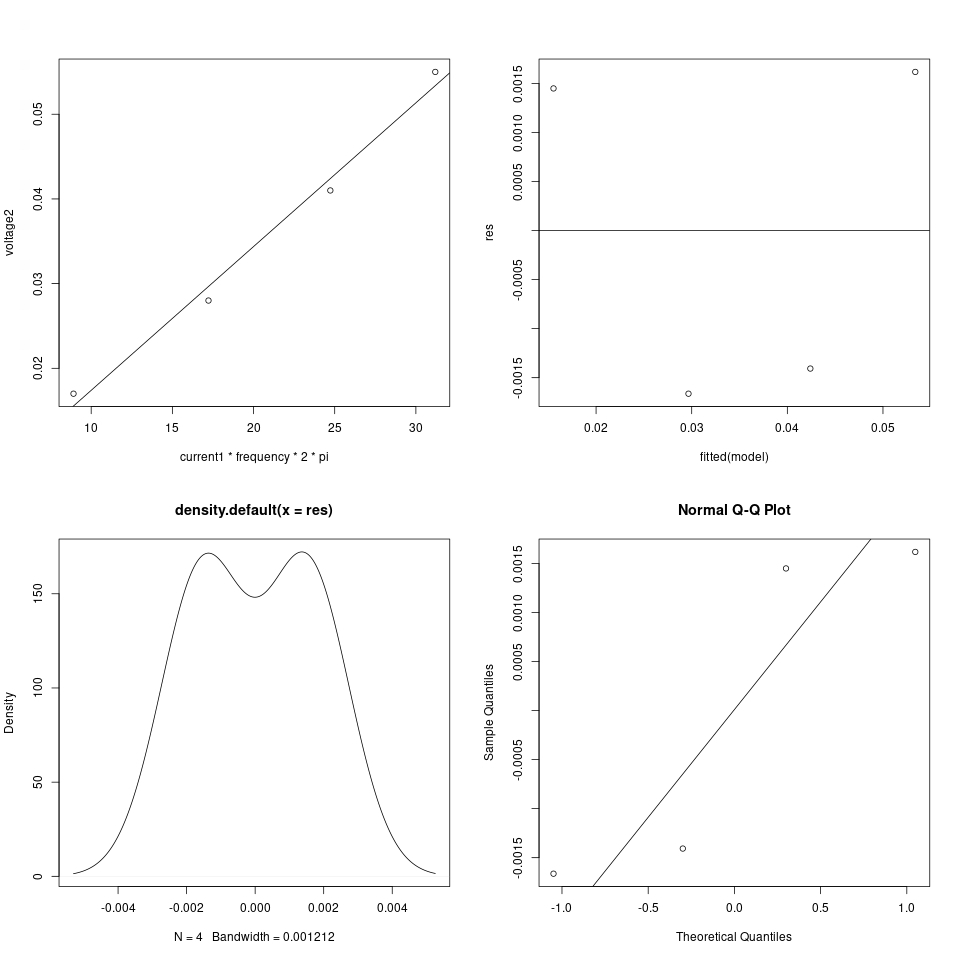 voltage2
0.05
0.04
0.03
0.02
10 15 20 25 30
current1 * frequency * 2 * pi
res
0.0015
0.0010
0.0005
-0.0005
-0.0015
0.02 0.03 0.04 0.05
fitted(model)
density.default(x = res)
Density
150
100
50
0
-0.004 -0.002 0.000 0.002 0.004
N = 4 Bandwidth = 0.001212
Normal Q-Q Plot
Sample Quantiles
0.0015
0.0010
0.0005
-0.0005
-0.0015
-1.0 -0.5 0.0 0.5 1.0
Theoretical Quantiles